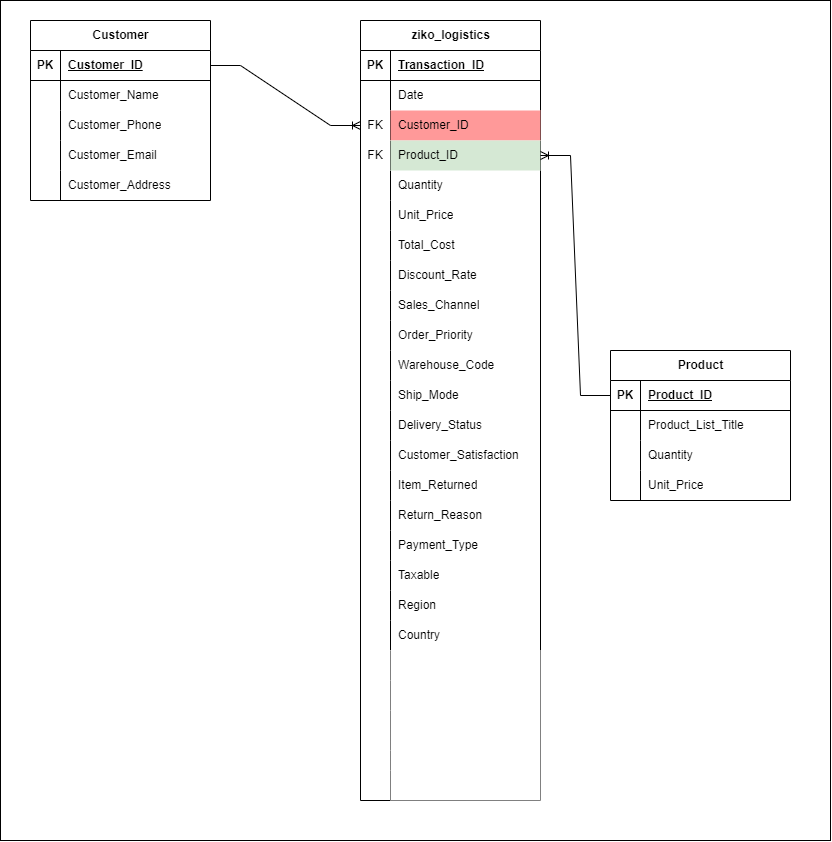 Customer
PK Customer_ID
Customer_Name
Customer_Phone
Customer_Email
Customer_Address
ziko_logistics
PK Transaction_ID
Date
FK Customer_ID
FK Product_ID
Quantity
Unit_Price
Total_Cost
Discount_Rate
Sales_Channel
Order_Priority
Warehouse_Code
Ship_Mode
Delivery_Status
Customer_Satisfaction
Item_Returned
Return_Reason
Payment_Type
Taxable
Region
Country
Product
PK Product_ID
Product_List_Title
Quantity
Unit_Price